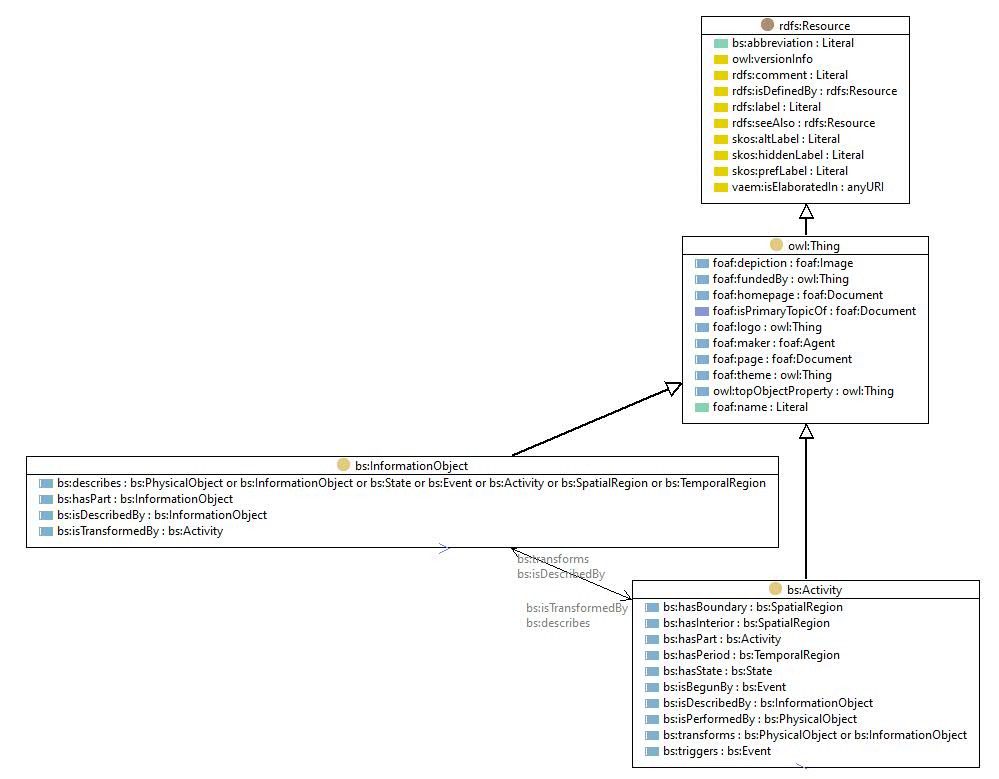 rdfs:Resource
bs:abbreviation : Literal
owl:versionInfo
rdfs:comment : Literal
rdfs:isDefinedBy : rdfs:Resource
rdfs:label : Literal
rdfs:seeAlso : rdfs:Resource
skos:altLabel : Literal
skos:hiddenLabel : Literal
skos:prefLabel : Literal
vaem:isElaboratedIn : anyURI
owl:Thing
foaf:depiction : foaf:Image
foaf:fundedBy : owl:Thing
foaf:homepage : foaf:Document
foaf:isPrimaryTopicOf : foaf:Document
foaf:logo : owl:Thing
foaf:maker : foaf:Agent
foaf:page : foaf:Document
foaf:theme : owl:Thing
owl:topObjectProperty : owl:Thing
foaf:name : Literal
bs:InformationObject
bs:describes : bs:PhysicalObject or bs:InformationObject or bs:State or bs:Event or bs:Activity or bs:SpatialRegion or bs:TemporalRegion
bs:hasPart : bs:InformationObject
bs:isDescribedBy : bs:InformationObject
bs:isTransformedBy : bs:Activity
bs:transforms
bs:isDescribedBy
bs:isTransformedBy
bs:describes
bs:Activity
bs:hasBoundary : bs:SpatialRegion
bs:hasInterior : bs:SpatialRegion
bs:hasPart : bs:Activity
bs:hasPeriod : bs:TemporalRegion
bs:hasState : bs:State
bs:isBegunBy : bs:Event
bs:isDescribedBy : bs:InformationObject
bs:isPerformedBy : bs:PhysicalObject
bs:transforms : bs:PhysicalObject or bs:InformationObject
bs:triggers : bs:Event